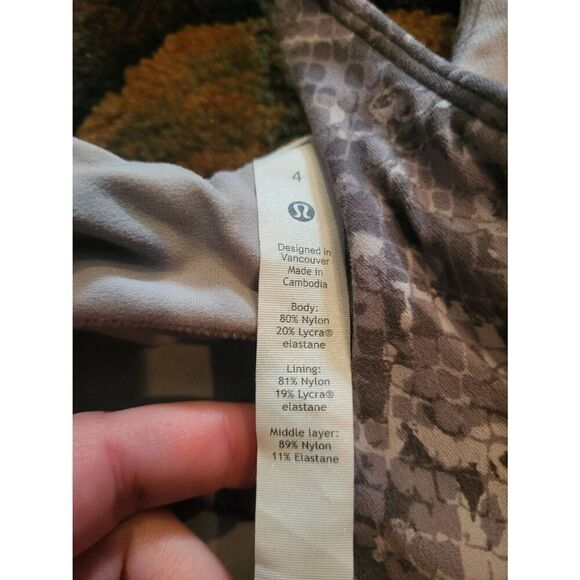 4
Designed in
Vancouver
Made in
Cambodia
Body:
80% Nylon
20% Lycra®
elastane
Lining:
81% Nylon
19% Lycra®
elastane
Middle layer:
89% Nylon
11% Elastane